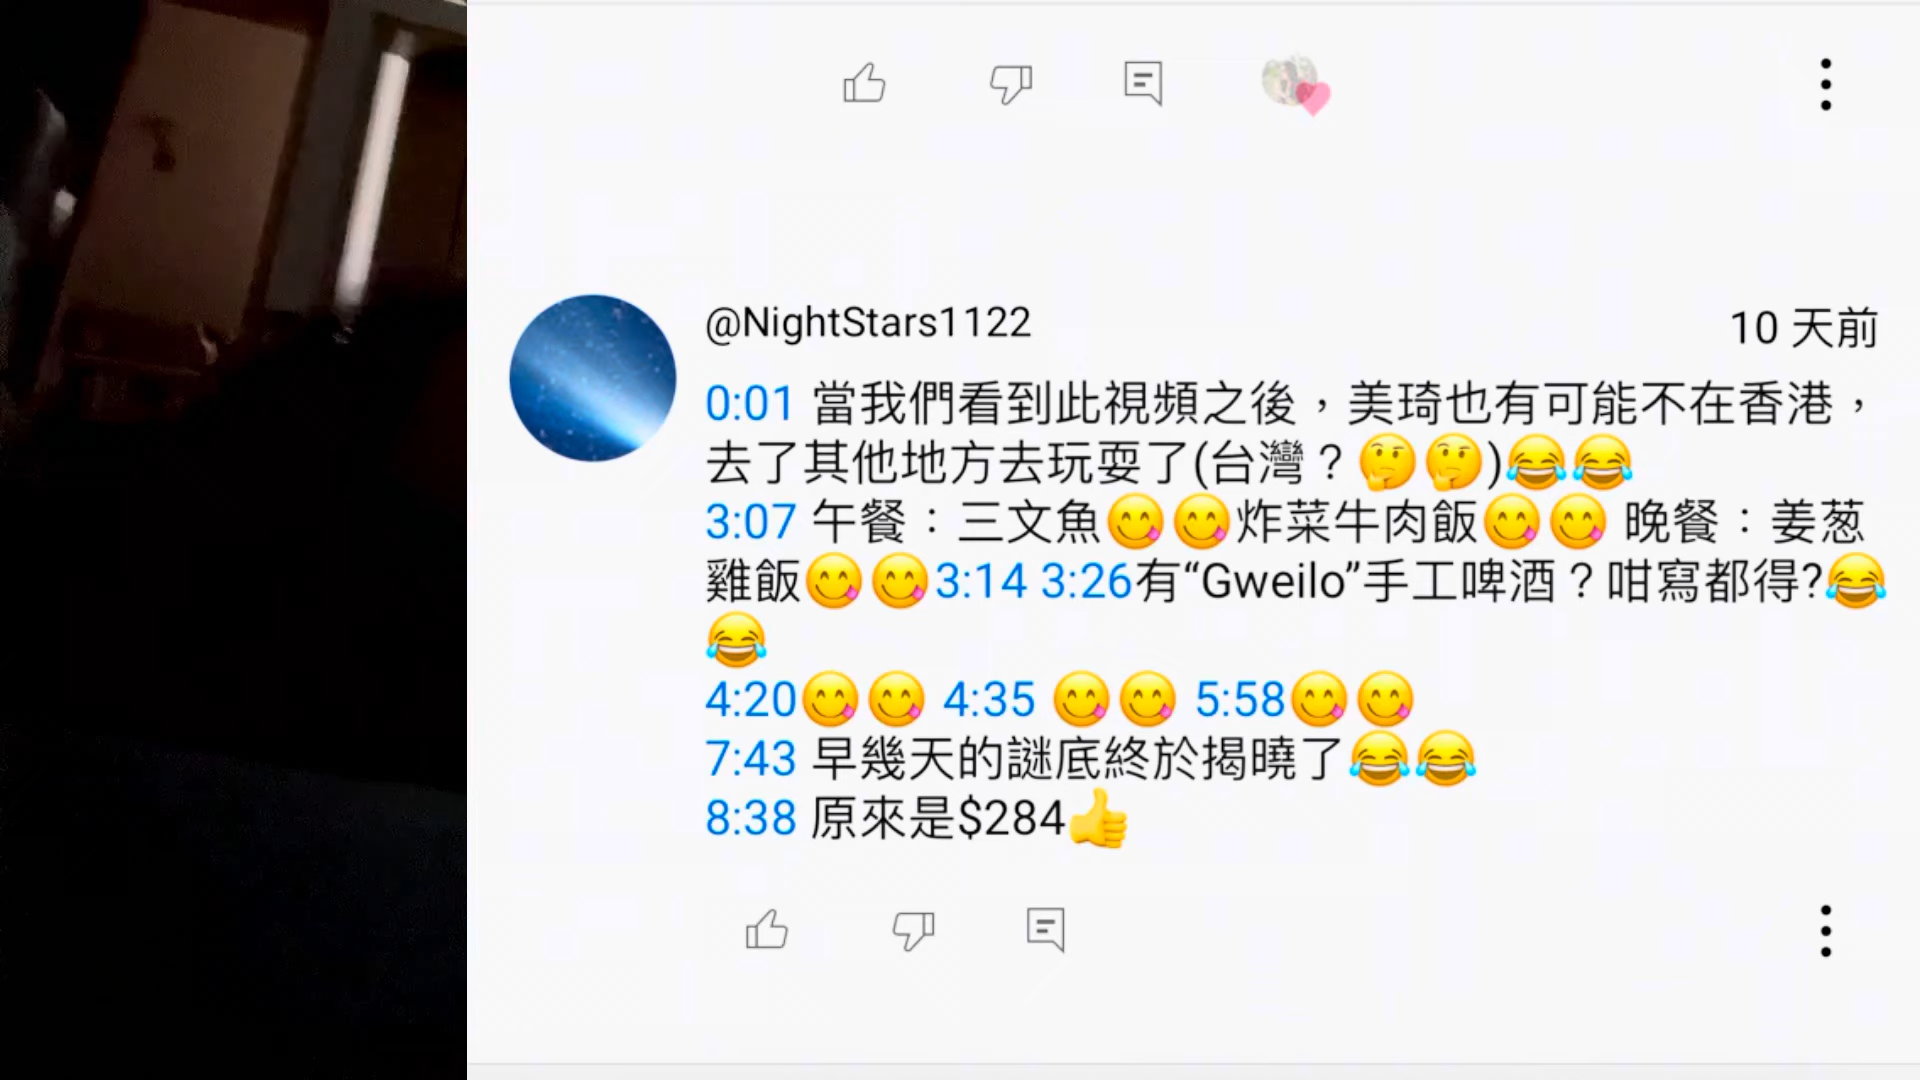 @NightStars1122
10 天前
0:01 當我們看到此視頻之後，美琦也有可能不在香港，
去了其他地方去玩耍了(台灣？🤔🤔)😂😂
3:07 午餐：三文魚😋😋炸菜牛肉飯😋😋 晚餐：姜葱
雞飯😋😋3:14 3:26有“Gweilo”手工啤酒？咁寫都得?😂
😂
4:20😋😋 4:35 😋😋 5:58😋😋
7:43 早幾天的謎底終於揭曉了😂😂
8:38 原來是$284👍